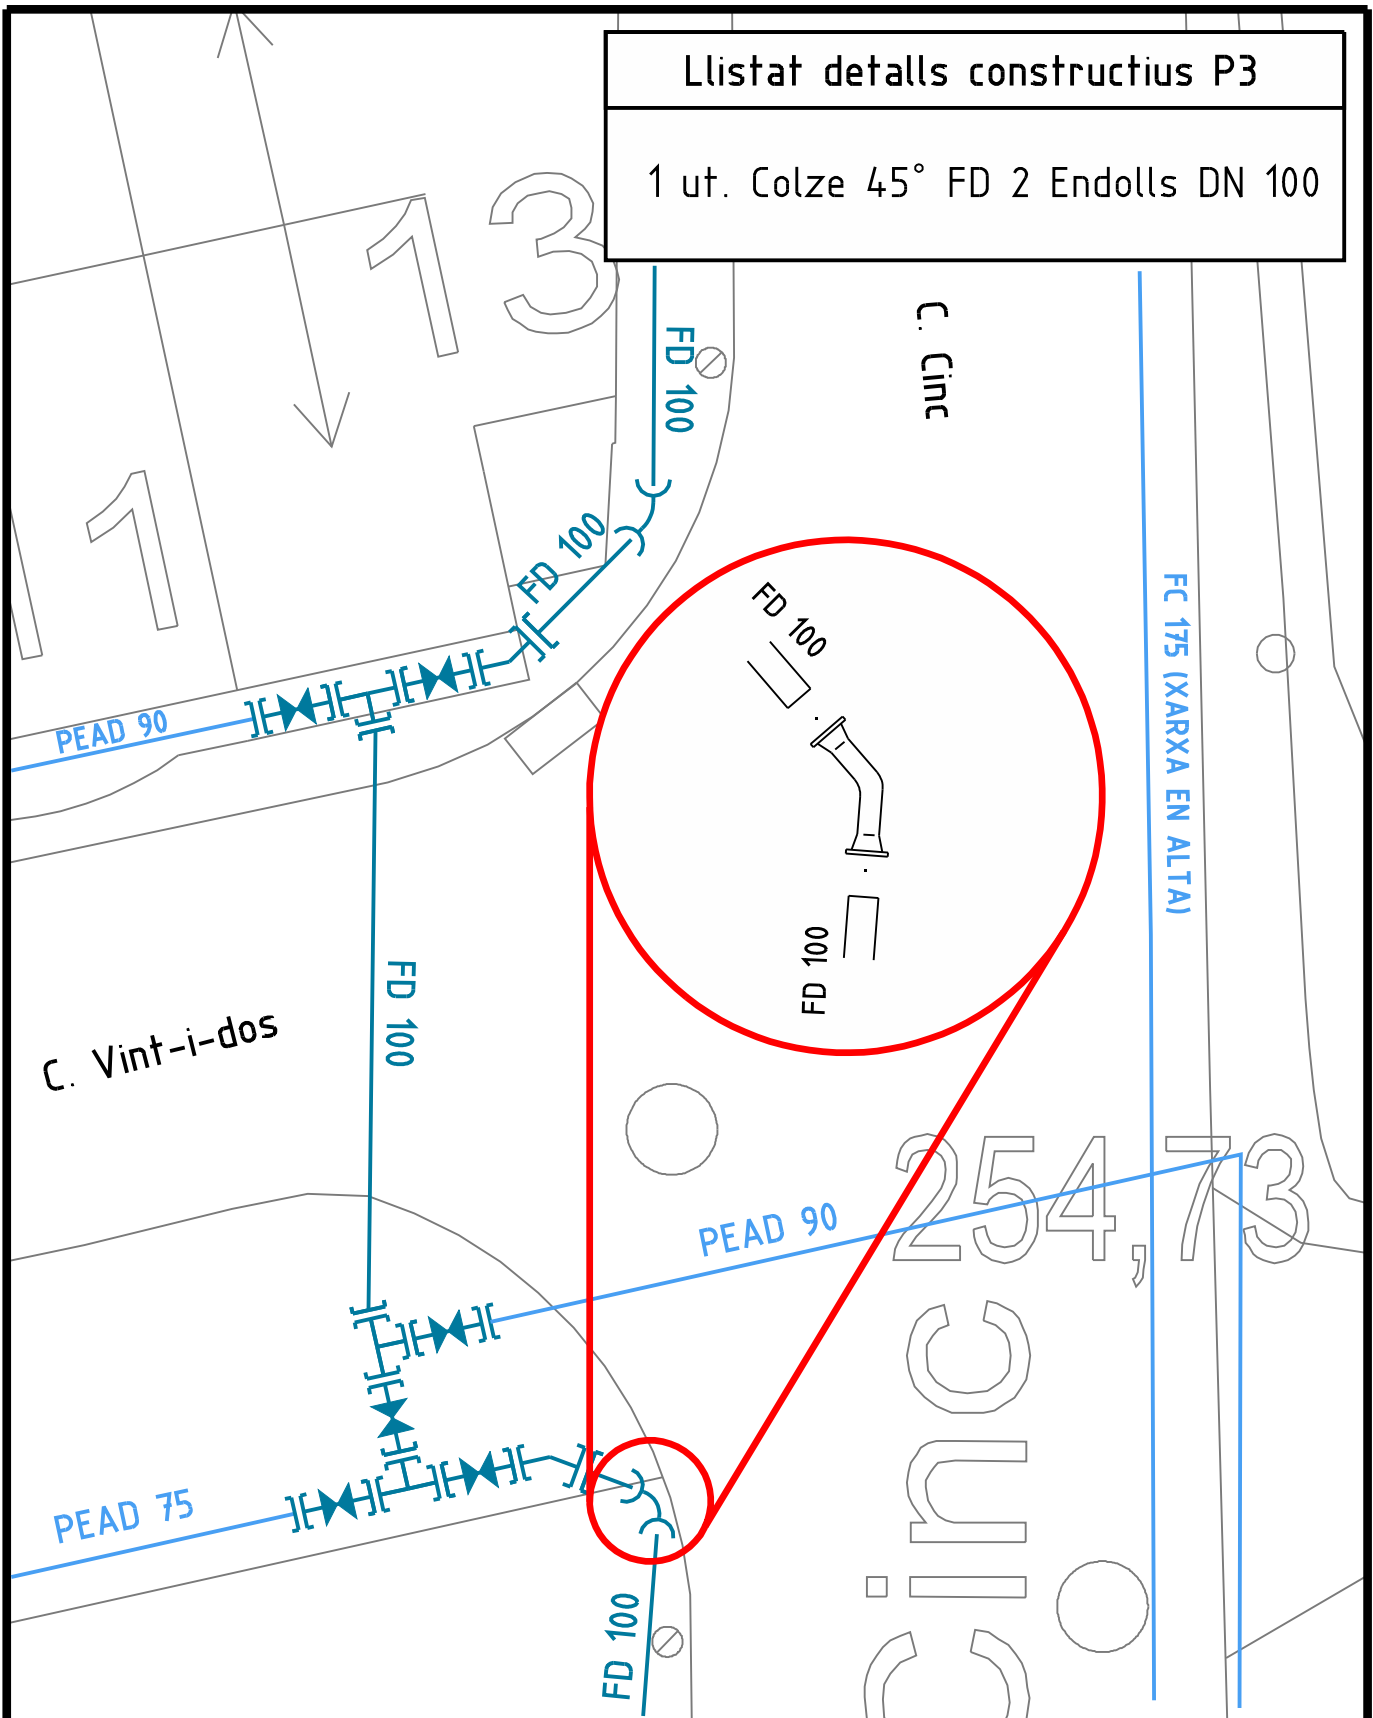 Llistat detalls constructius P3
1 ut. Colze 45° FD 2 Endolls DN 100
13
FD 100
C. Cinc
11
FD 100
FD 100
PEAD 90
FC 175 (XARXA EN ALTA)
FD 100
FD 100
C. Vint-i-dos
254,73
PEAD 90
Cinc
PEAD 75
FD 100